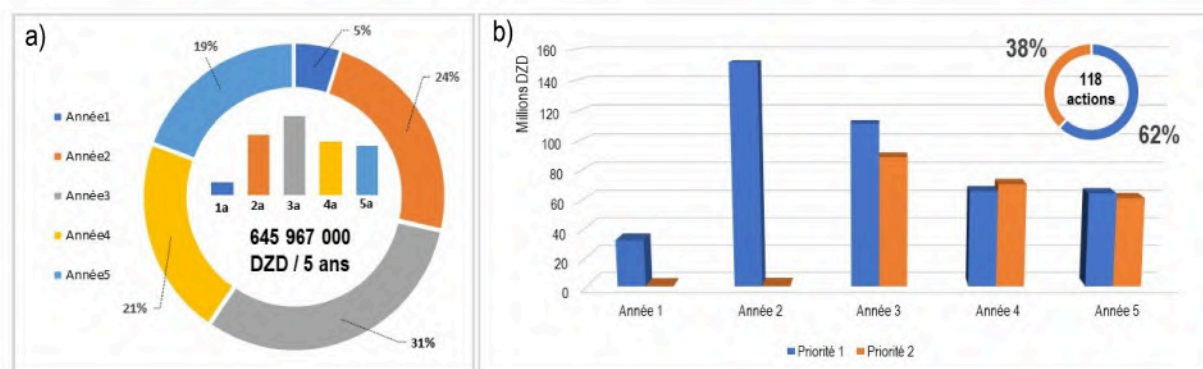 a)
5%
19%
24%
Année1
Année2
Année3
Année4
Année5
1a
2a
3a
4a
5a
645 967 000
DZD / 5 ans
21%
31%
b)
Millions DZD
160
140
120
100
80
60
40
20
0
38%
118
actions
62%
Année 1
Année 2
Année 3
Année 4
Année 5
Priorité 1
Priorité 2